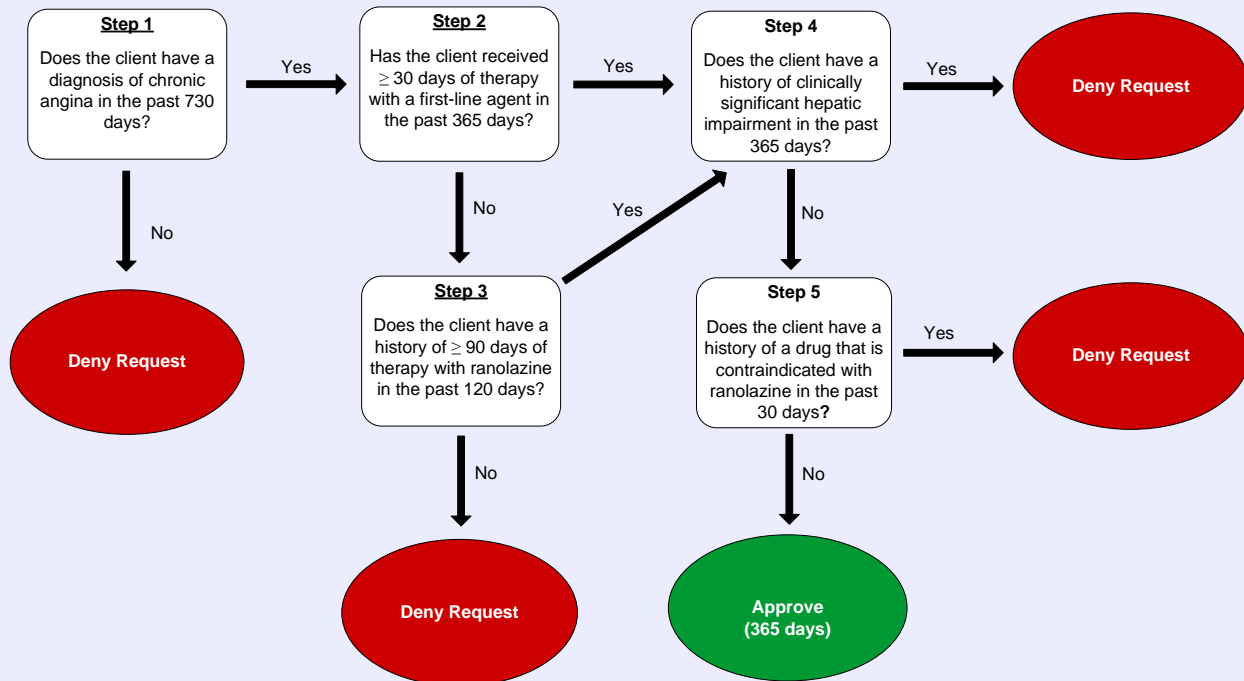 Step 1
Does the client have a
diagnosis of chronic
angina in the past 730
days?
Yes
No
Deny Request
Step 2
Has the client received
≥ 30 days of therapy
with a first-line agent in
the past 365 days?
Yes
No
Step 3
Does the client have a
history of ≥ 90 days of
therapy with ranolazine
in the past 120 days?
Yes
No
Deny Request
Step 4
Does the client have a
history of clinically
significant hepatic
impairment in the past
365 days?
Yes
Deny Request
No
Step 5
Does the client have a
history of a drug that is
contraindicated with
ranolazine in the past
30 days?
Yes
Deny Request
No
Approve
(365 days)